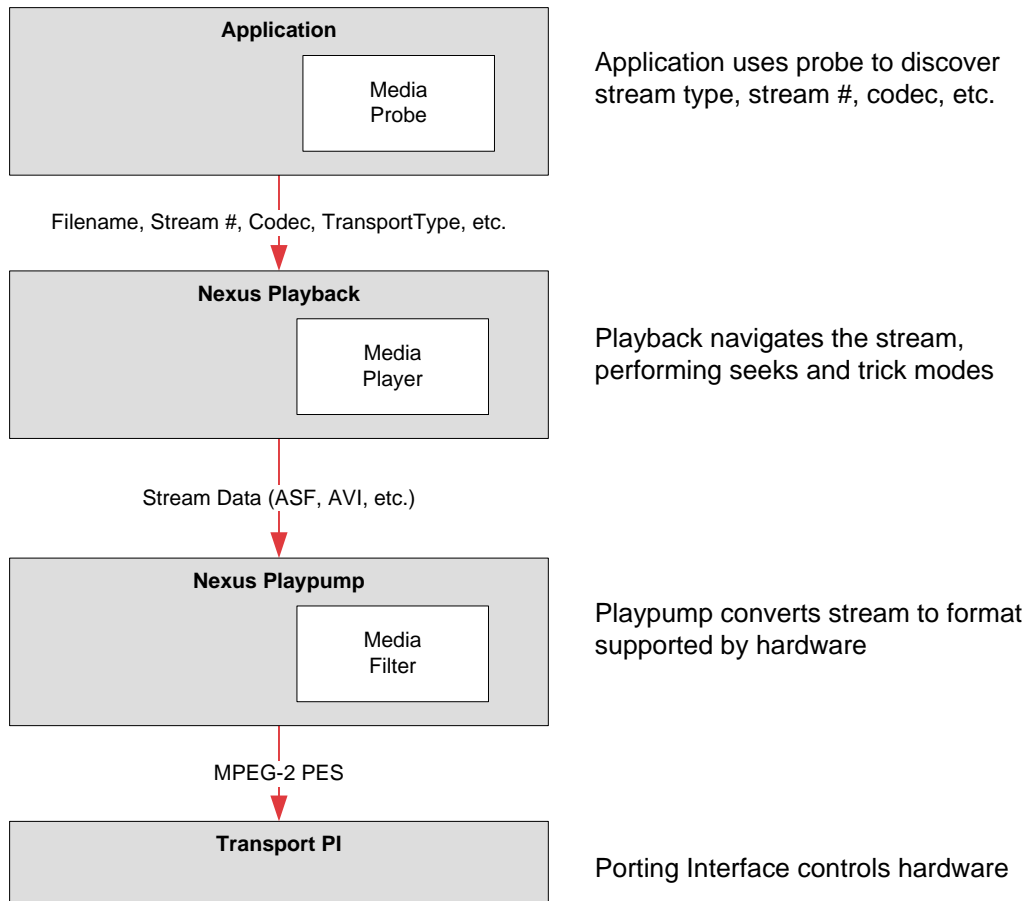 Application
Media
Probe
Application uses probe to discover
stream type, stream #, codec, etc.
Filename, Stream #, Codec, TransportType, etc.
Nexus Playback
Media
Player
Playback navigates the stream,
performing seeks and trick modes
Stream Data (ASF, AVI, etc.)
Nexus Playpump
Media
Filter
Playpump converts stream to format
supported by hardware
MPEG-2 PES
Transport PI
Porting Interface controls hardware